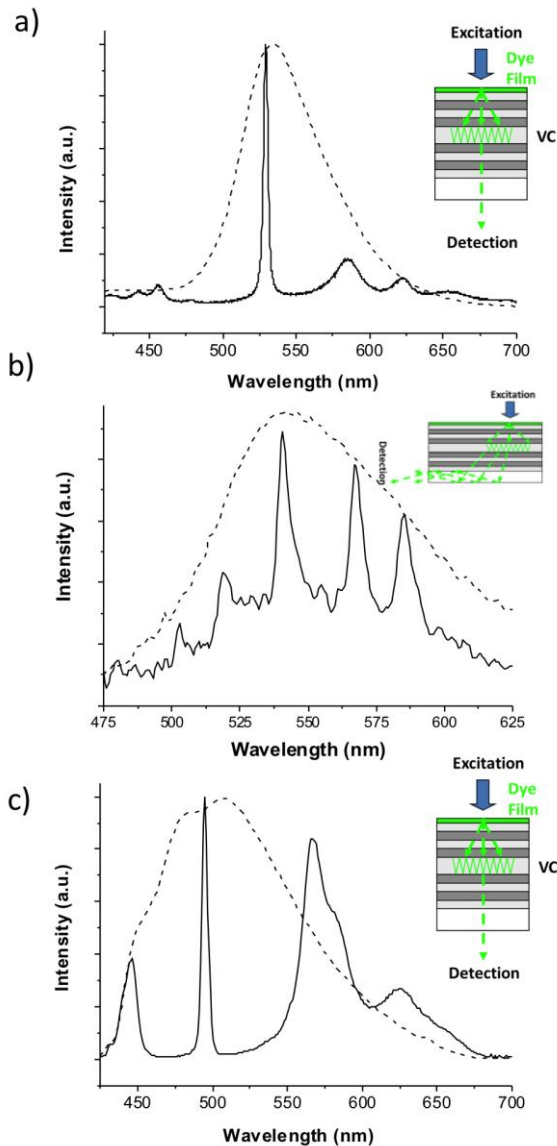 a)
Intensity (a.u.)
450 500 550 600 650 700
Wavelength (nm)
Excitation
Dye
Film
VC
Detection
b)
Intensity (a.u.)
475 500 525 550 575 600 625
Wavelength (nm)
Excitation
Detection
c)
Intensity (a.u.)
450 500 550 600 650 700
Wavelength (nm)
Excitation
Dye
Film
VC
Detection